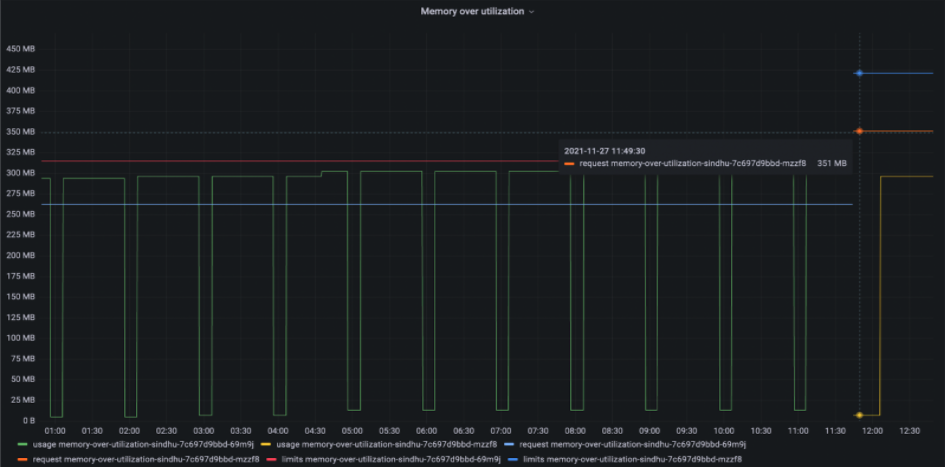 Memory over utilization
450 MB
425 MB
400 MB
375 MB
350 MB
325 MB
300 MB
275 MB
250 MB
225 MB
200 MB
175 MB
150 MB
125 MB
100 MB
75 MB
50 MB
25 MB
0 B
2021-11-27 11:49:30
request memory-over-utilization-sindhu-7c697d9bbd-mzzf8 351 MB
01:00 01:30 02:00 02:30 03:00 03:30 04:00 04:30 05:00 05:30 06:00 06:30 07:00 07:30 08:00 08:30 09:00 09:30 10:00 10:30 11:00 11:30 12:00 12:30
usage memory-over-utilization-sindhu-7c697d9bbd-69m9j usage memory-over-utilization-sindhu-7c697d9bbd-mzzf8 request memory-over-utilization-sindhu-7c697d9bbd-69m9j
request memory-over-utilization-sindhu-7c697d9bbd-mzzf8 limits memory-over-utilization-sindhu-7c697d9bbd-69m9j limits memory-over-utilization-sindhu-7c697d9bbd-mzzf8